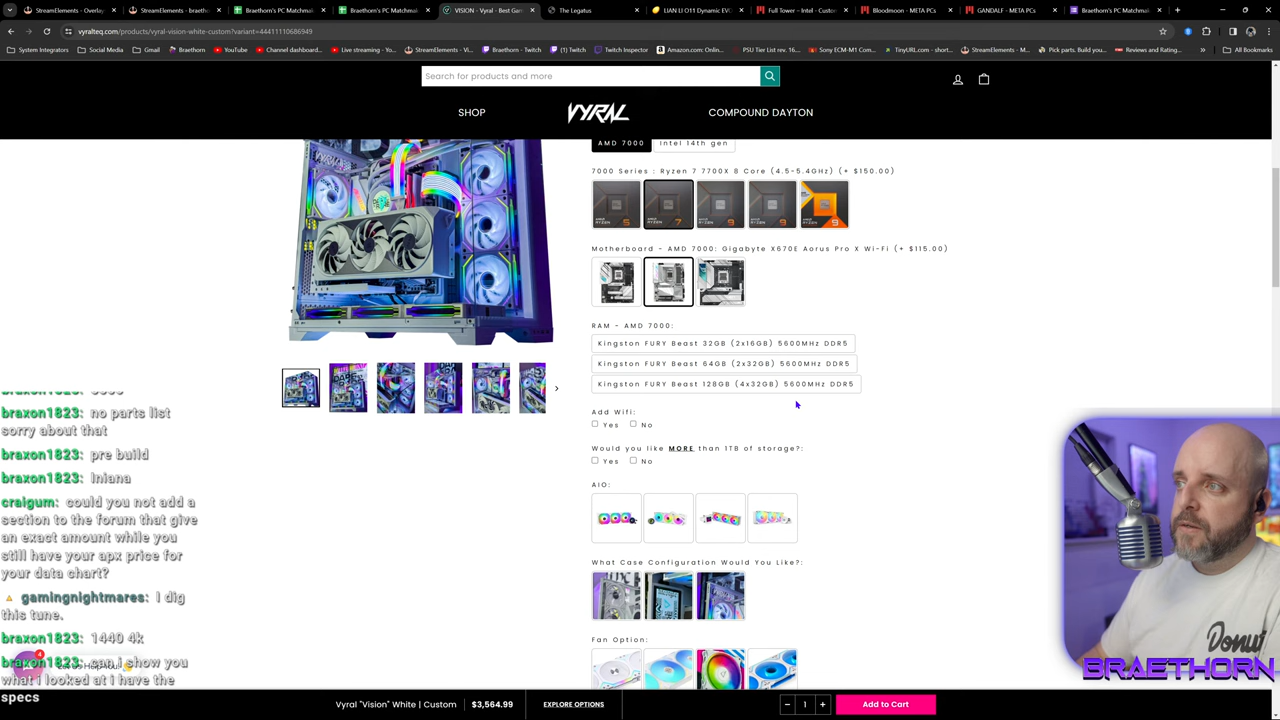 StreamElements - Overlay
StreamElements - braeth
Braethorn's PC Matchmak
Braethorn's PC Matchmak
VISION - Vyral - Best Gam
The Legatus
LIAN LI O11 Dynamic EVO
Full Tower – Intel - Custom
Bloodmoon – META PCs
GANDALF - META PCs
Braethorn's PC Matchmak
vyralteq.com/products/vyral-vision-white-custom?variant=44411110686949
System Integrators
Social Media
Gmail
Braethorn
YouTube
Channel dashboard...
Live streaming - Yo...
StreamElements - Vi...
Braethorn - Twitch
(1) Twitch
Twitch Inspector
Amazon.com: Onlin...
PSU Tier List rev. 16....
Sony ECM-M1 Com...
TinyURL.com - short...
StreamElements - M...
Pick parts. Build you...
Reviews and Rating...
All Bookmarks
Search for products and more
SHOP
VYRAL
COMPOUND DAYTON
AMD 7000
Intel 14th gen
7000 Series : Ryzen 7 7700X 8 Core (4.5-5.4GHz) (+ $150.00)
Motherboard - AMD 7000: Gigabyte X670E Aorus Pro X Wi-Fi (+ $115.00)
RAM - AMD 7000:
Kingston FURY Beast 32GB (2x16GB) 5600MHz DDR5
Kingston FURY Beast 64GB (2x32GB) 5600MHz DDR5
Kingston FURY Beast 128GB (4x32GB) 5600MHz DDR5
Add Wifi:
Yes
No
Would you like MORE than 1TB of storage?:
Yes
No
AIO:
What Case Configuration Would You Like?:
Fan Option:
braxon1823: no parts list
sorry about that
braxon1823: pre build
braxon1823: Iniana
craigum: could you not add a
section to the forum that give
an exact amount while you
still have your apx price for
your data chart?
gamingnightmares: I dig
this tune.
braxon1823: 1440 4k
braxon1823: can i show you
what i looked at I have the
specs
4
Vyral "Vision" White | Custom
$3,564.99
EXPLORE OPTIONS
1
Add to Cart
Donut
BRAETHORN